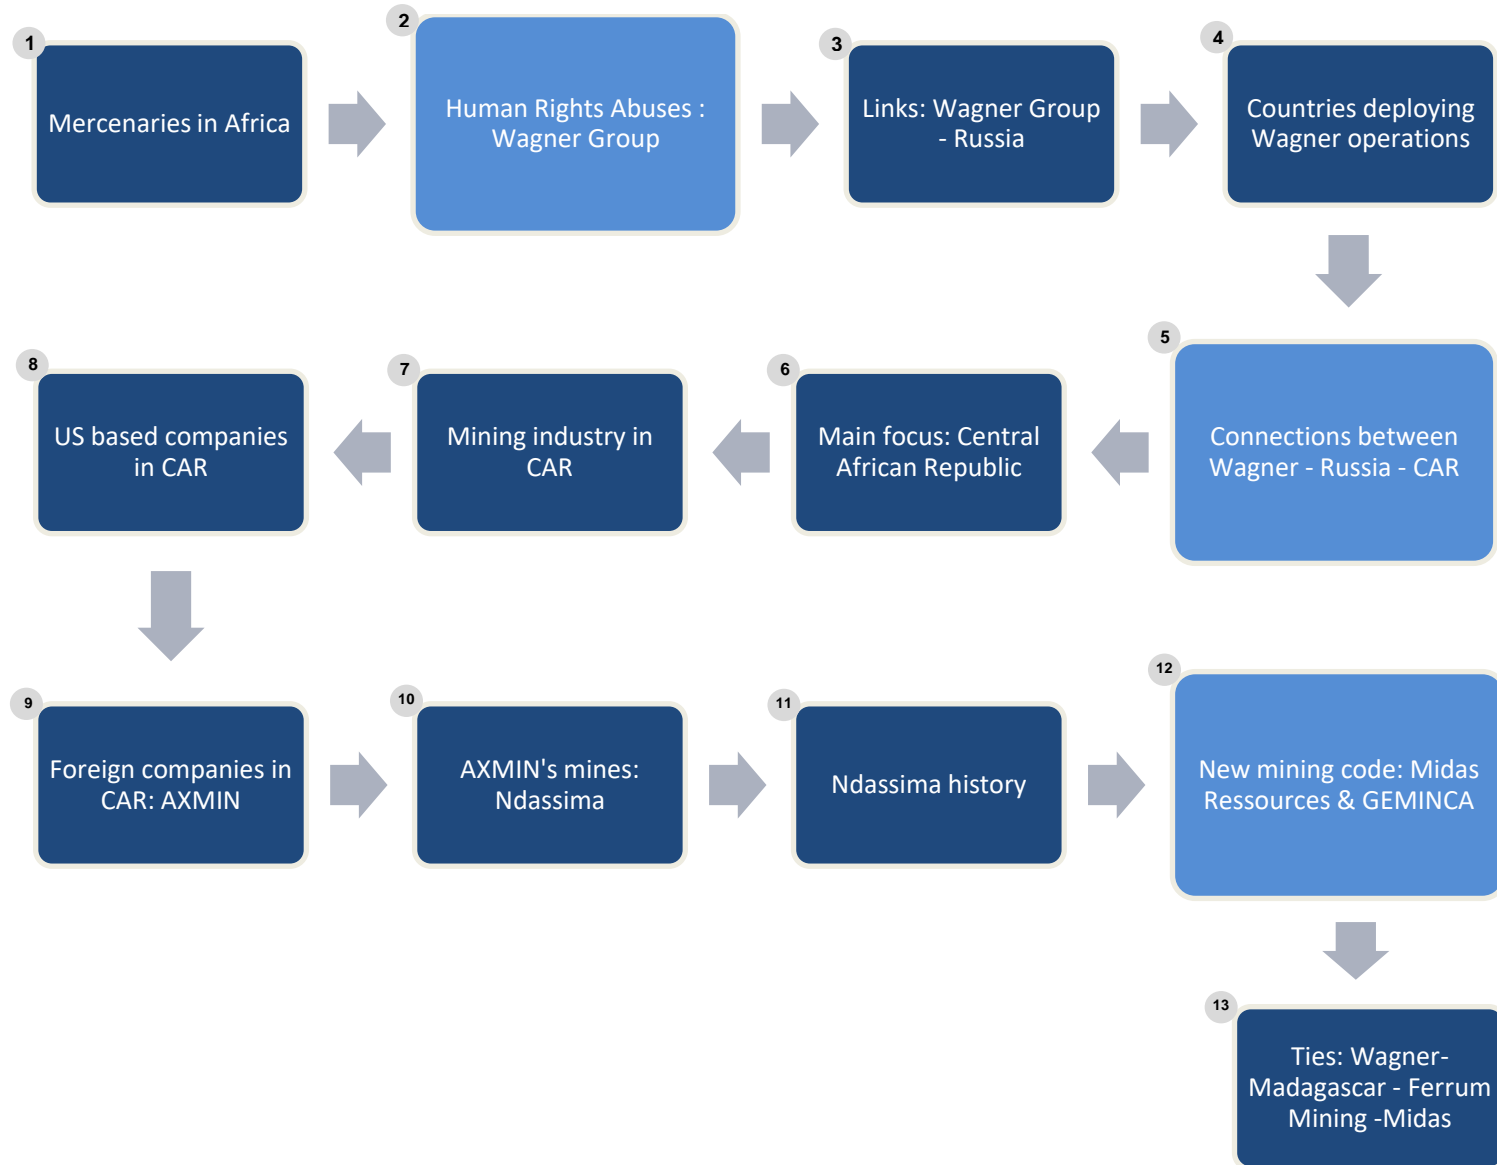 1
Mercenaries in Africa
2
Human Rights Abuses :
Wagner Group
3
Links: Wagner Group
- Russia
4
Countries deploying
Wagner operations
5
Connections between
Wagner - Russia - CAR
6
Main focus: Central
African Republic
7
Mining industry in
CAR
8
US based companies
in CAR
9
Foreign companies in
CAR: AXMIN
10
AXMIN's mines:
Ndassima
11
Ndassima history
12
New mining code: Midas
Ressources & GEMINCA
13
Ties: Wagner-
Madagascar - Ferrum
Mining -Midas